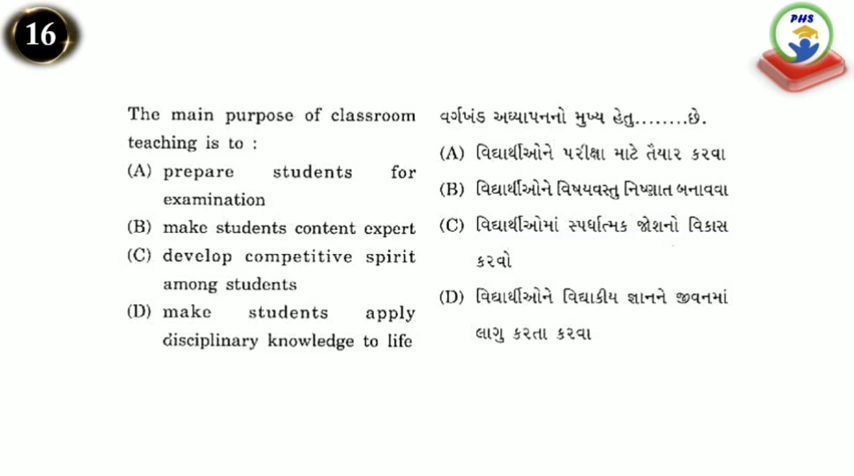 16
PHS
The main purpose of classroom
teaching is to :
(A) prepare students for
examination
(B) make students content expert
(C) develop competitive spirit
among students
(D) make students apply
disciplinary knowledge to life
વર્ગખંડ અધ્યાપનનો મુખ્ય હેતુ........છે.
(A) વિદ્યાર્થીઓને પરીક્ષા માટે તૈયાર કરવા
(B) વિદ્યાર્થીઓને વિષયવસ્તુ નિષ્ણાત બનાવવા
(C) વિદ્યાર્થીઓમાં સ્પર્ધાત્મક જોશનો વિકાસ
કરવો
(D) વિદ્યાર્થીઓને વિદ્યાકીય જ્ઞાનને જીવનમાં
લાગુ કરતા કરવા